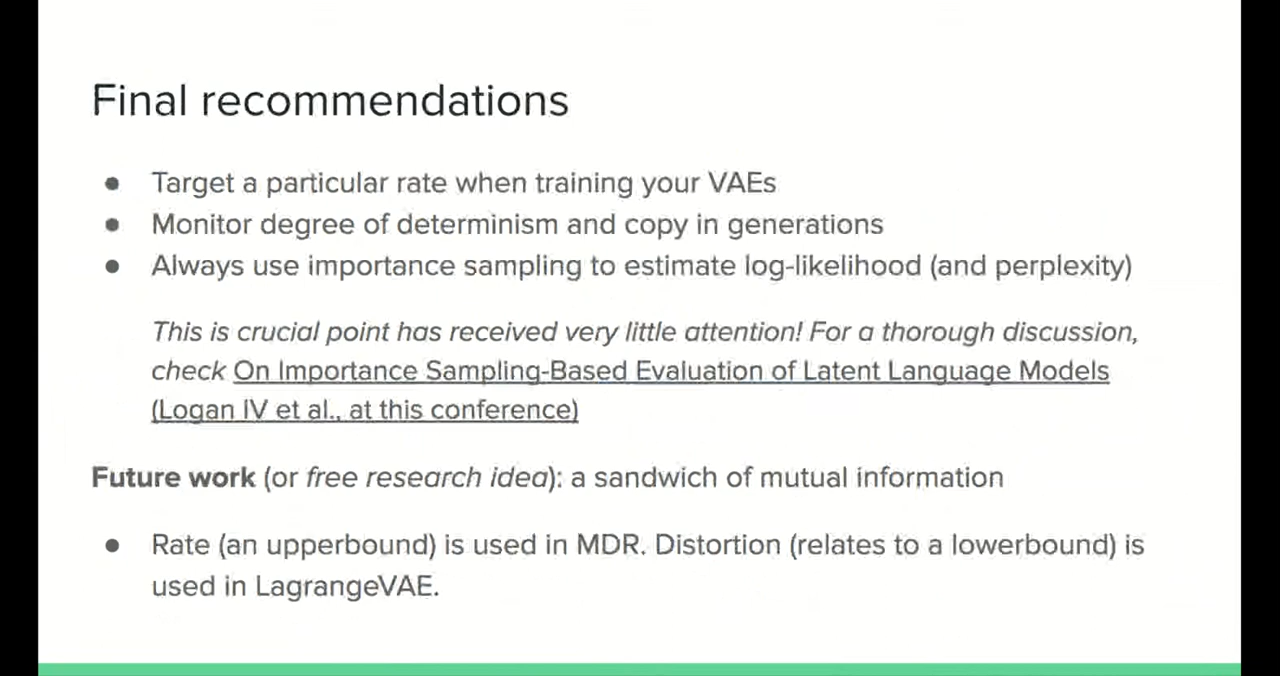 Final recommendations
● Target a particular rate when training your VAEs
● Monitor degree of determinism and copy in generations
● Always use importance sampling to estimate log-likelihood (and perplexity)
This is crucial point has received very little attention! For a thorough discussion,
check On Importance Sampling-Based Evaluation of Latent Language Models
(Logan IV et al., at this conference)
Future work (or free research idea): a sandwich of mutual information
● Rate (an upperbound) is used in MDR. Distortion (relates to a lowerbound) is
used in LagrangeVAE.